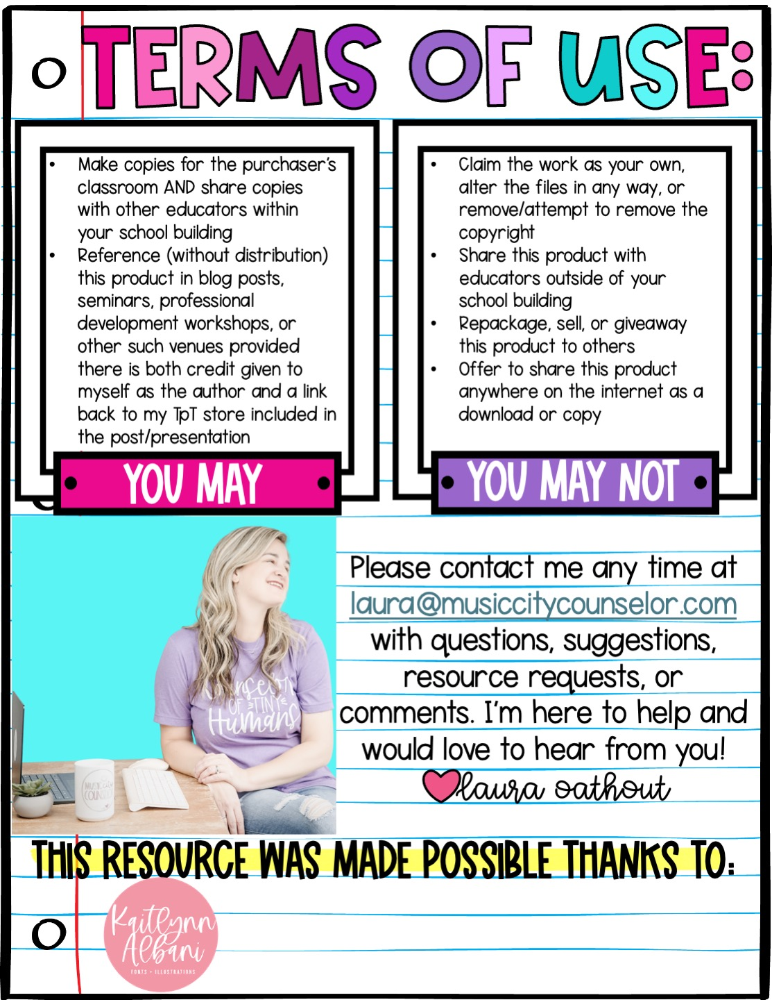 TERMS OF USE:
• Make copies for the purchaser's
classroom AND share copies
with other educators within
your school building
• Reference (without distribution)
this product in blog posts,
seminars, professional
development workshops, or
other such venues provided
there is both credit given to
myself as the author and a link
back to my TpT store included in
the post/presentation
YOU MAY
• Claim the work as your own,
alter the files in any way, or
remove/attempt to remove the
copyright
• Share this product with
educators outside of your
school building
• Repackage, sell, or giveaway
this product to others
• Offer to share this product
anywhere on the internet as a
download or copy
YOU MAY NOT
Counselor
OF TINY
Humans
MUSIC CITY
COUNSELOR
Please contact me any time at
laura@musiccitycounselor.com
with questions, suggestions,
resource requests, or
comments. I'm here to help and
would love to hear from you!
laura oathout
THIS RESOURCE WAS MADE POSSIBLE THANKS TO:
Kaitlynn
Albani
FONTS + ILLUSTRATIONS